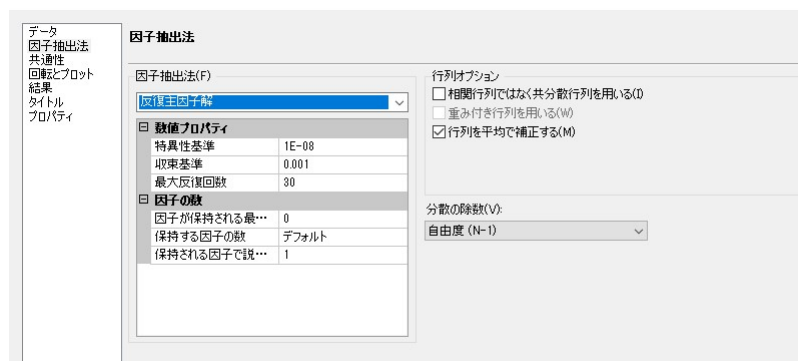 データ
因子抽出法
共通性
回転とプロット
結果
タイトル
プロパティ
因子抽出法
因子抽出法(F)
反復主因子解
数値プロパティ
特異性基準 1E-08
収束基準 0.001
最大反復回数 30
因子の数
因子が保持される最… 0
保持する因子の数 デフォルト
保持される因子で説… 1
行列オプション
相関行列ではなく共分散行列を用いる(I)
重み付き行列を用いる(W)
行列を平均で補正する(M)
分散の除数(V):
自由度 (N-1)